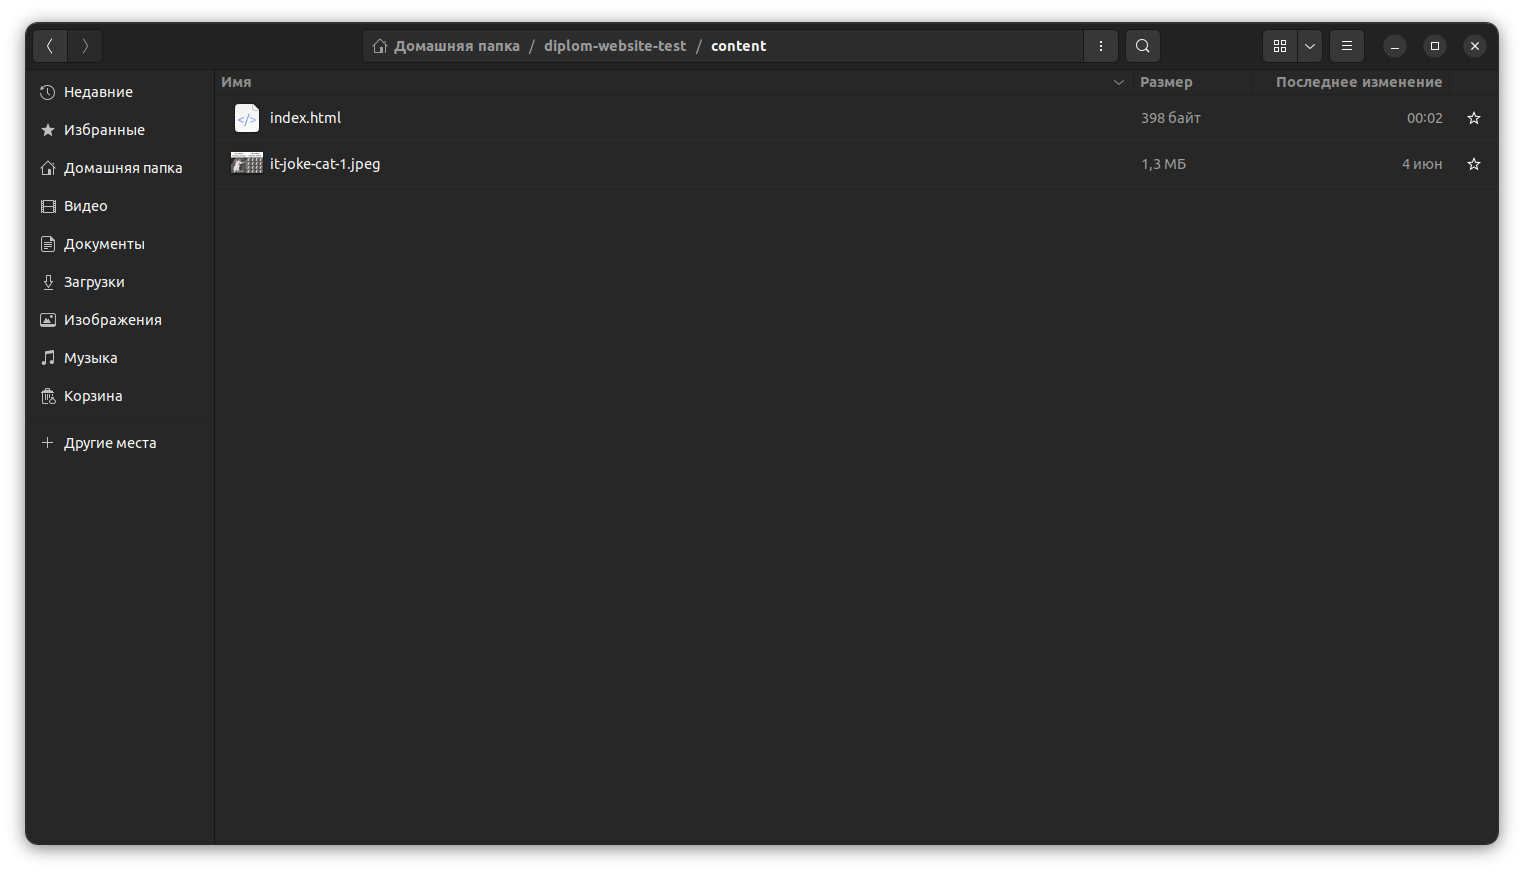 Домашняя папка / diplom-website-test / content
Недавние
Избранные
Домашняя папка
Видео
Документы
Загрузки
Изображения
Музыка
Корзина
Другие места
Имя Размер Последнее изменение
index.html 398 байт 00:02
it-joke-cat-1.jpeg 1,3 МБ 4 июн